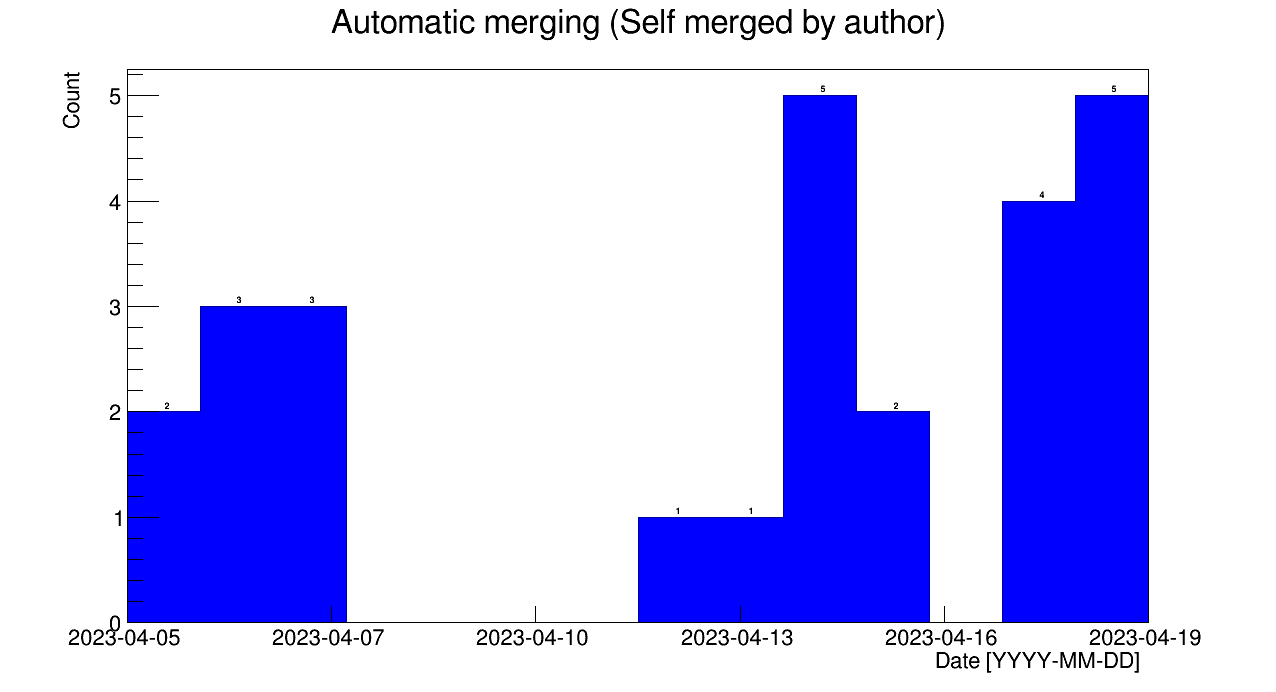 Automatic merging (Self merged by author)
Count
5
4
3
2
1
0
2 3 3 1 1 5 2 4 5
2023-04-05 2023-04-07 2023-04-10 2023-04-13 2023-04-16 2023-04-19
Date [YYYY-MM-DD]